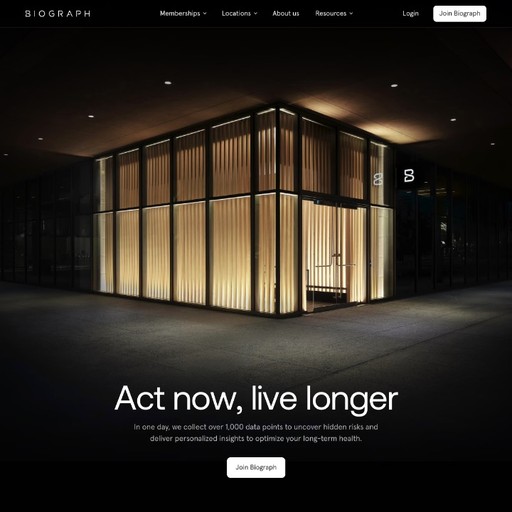 BIOGRAPH
Memberships
Locations
About us
Resources
Login
Join Biograph
B
Act now, live longer
In one day, we collect over 1,000 data points to uncover hidden risks and
deliver personalized insights to optimize your long-term health.
Join Biograph